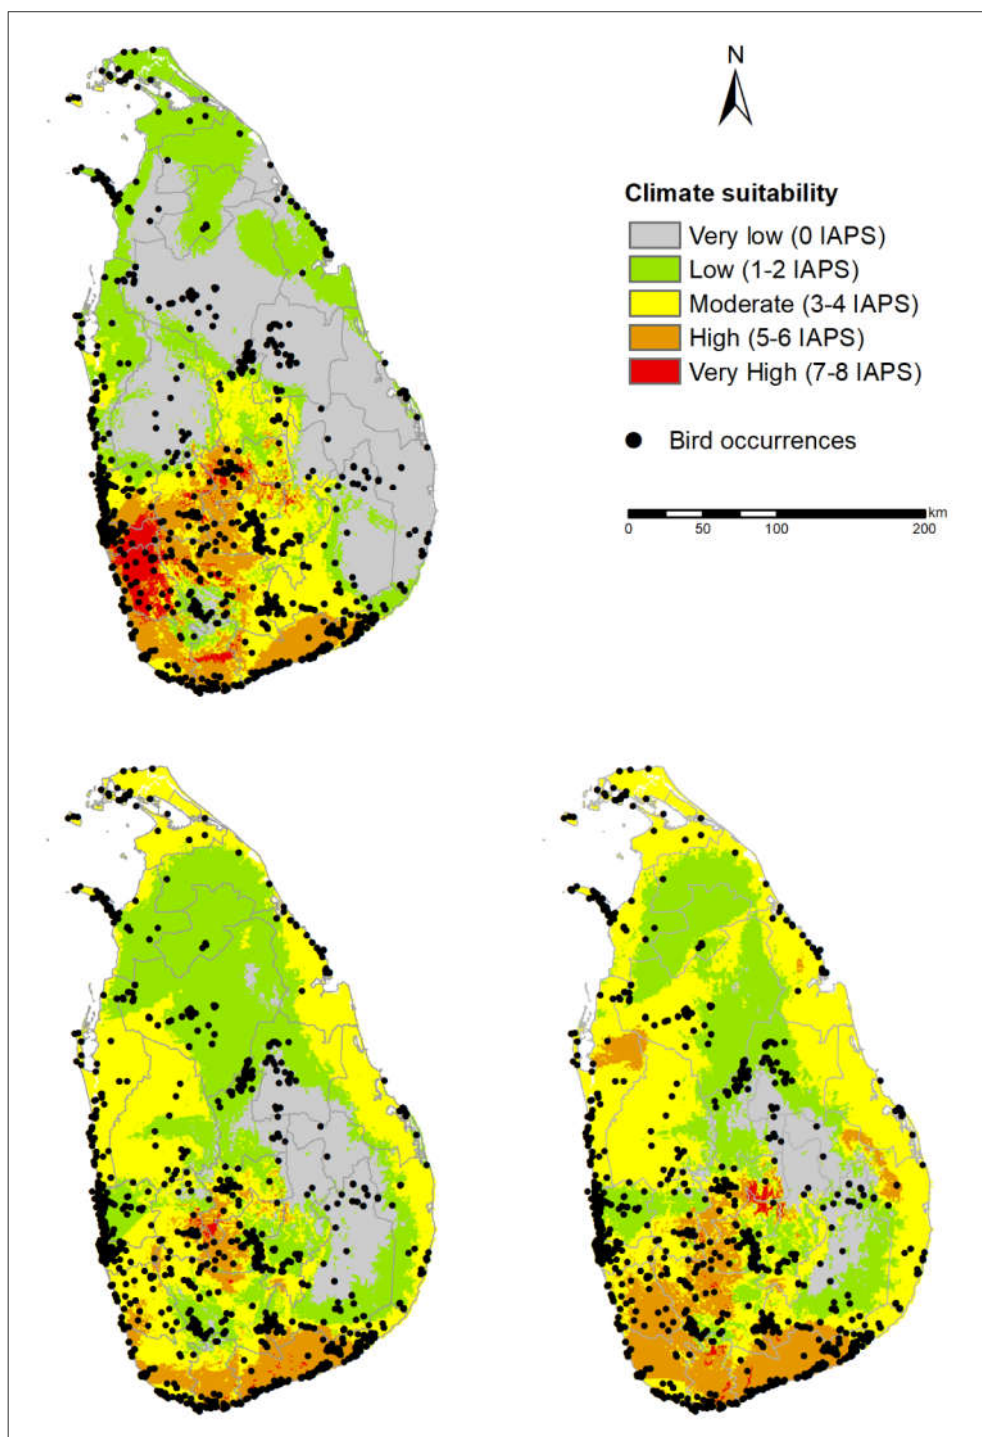 N
Climate suitability
Very low (0 IAPS)
Low (1-2 IAPS)
Moderate (3-4 IAPS)
High (5-6 IAPS)
Very High (7-8 IAPS)
Bird occurrences
km
0 50 100 200